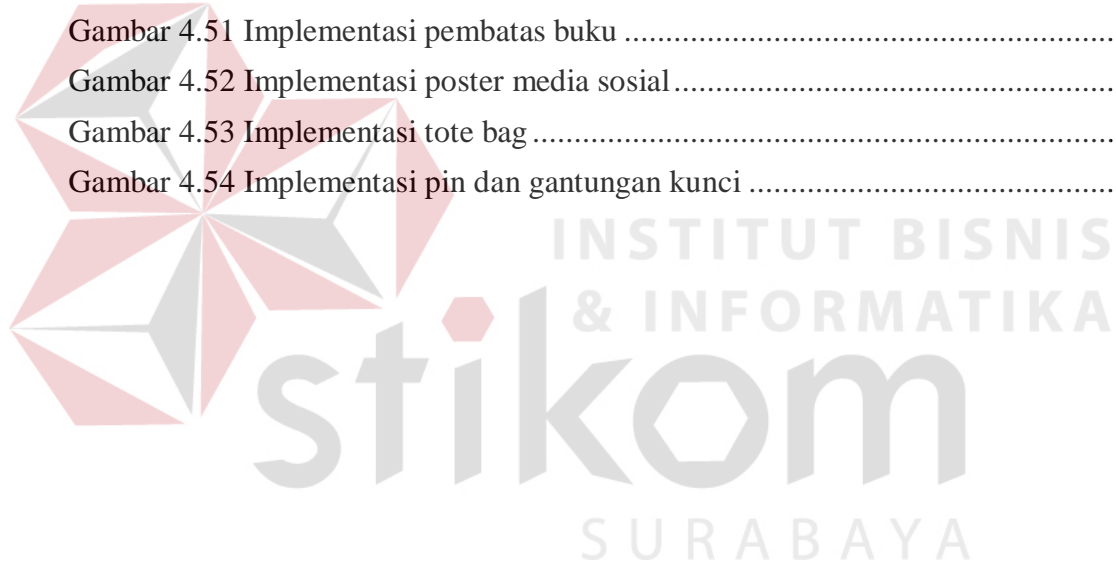 Gambar 4.51 Implementasi pembatas buku ............................................................
Gambar 4.52 Implementasi poster media sosial ......................................................
Gambar 4.53 Implementasi tote bag .......................................................................
Gambar 4.54 Implementasi pin dan gantungan kunci .............................................
INSTITUT BISNIS
& INFORMATIKA
stikom
SURABAYA